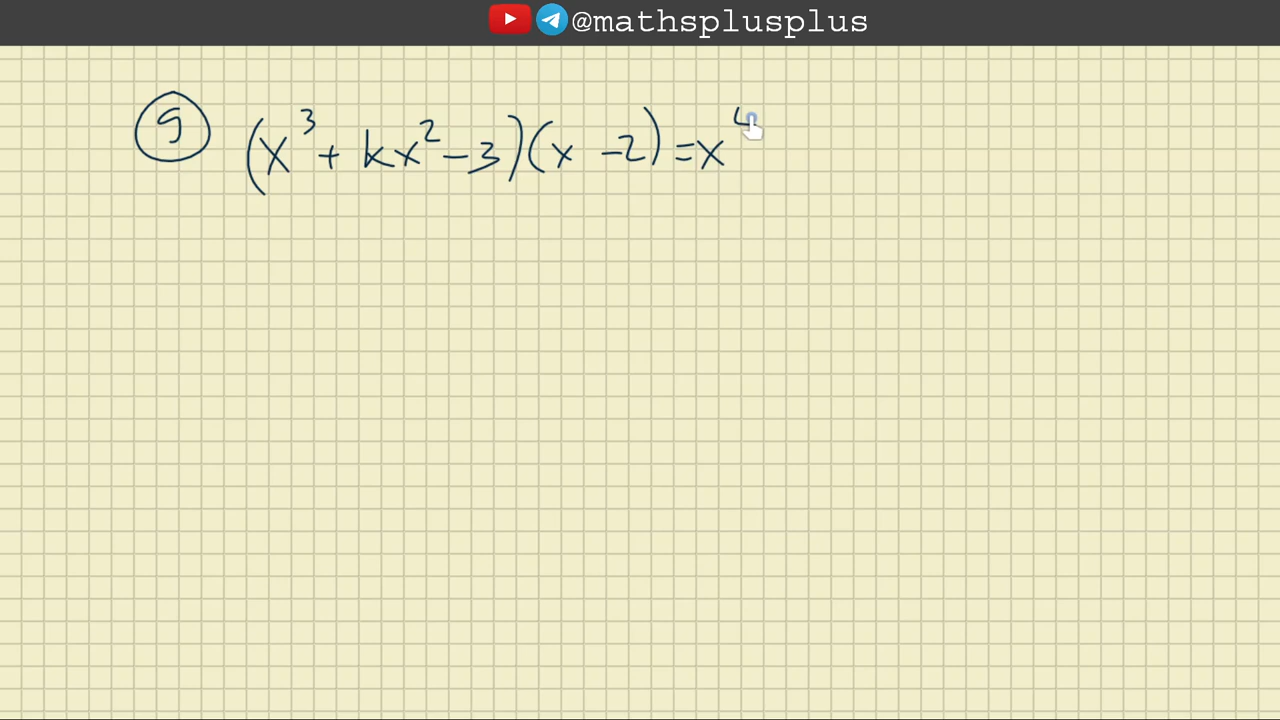 @mathsplusplus
⑨ (x³ + kx² - 3)(x - 2) = x⁴